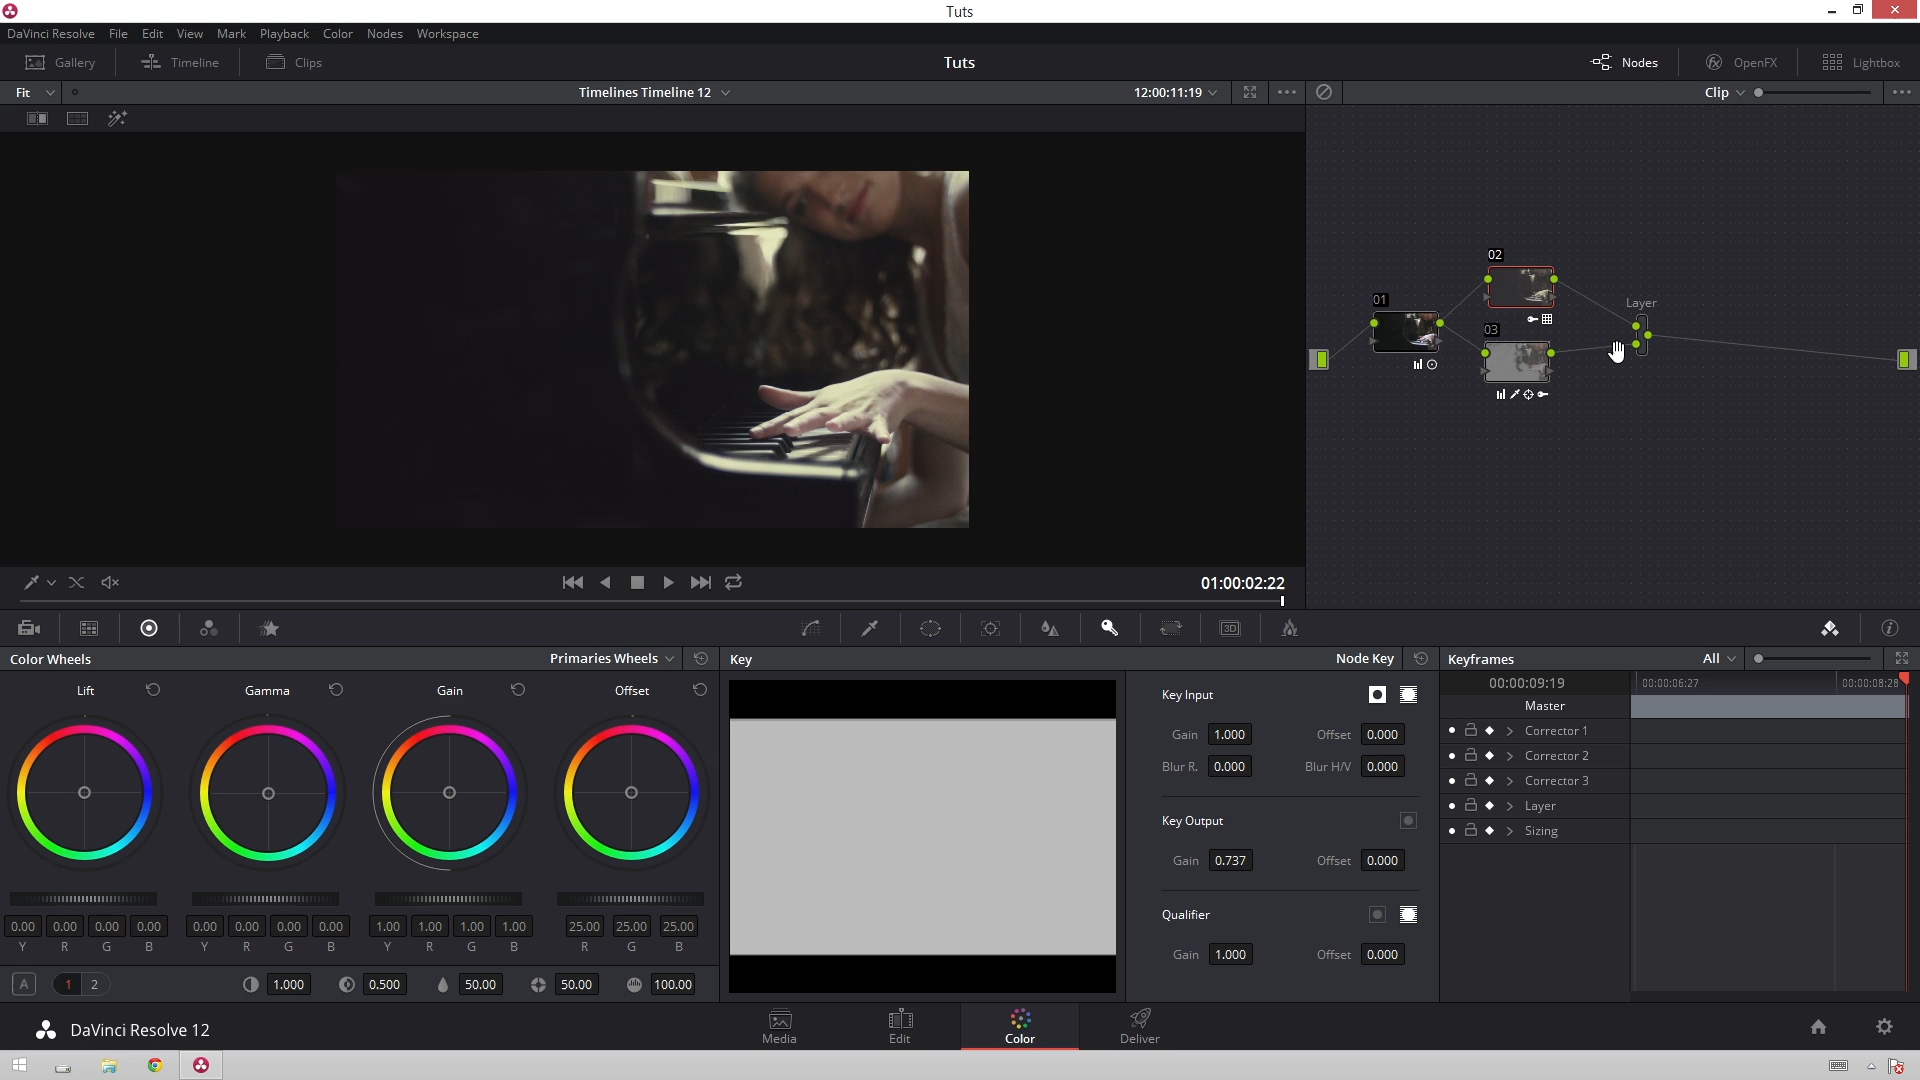 Tuts
DaVinci Resolve File Edit View Mark Playback Color Nodes Workspace
Gallery Timeline Clips Tuts Nodes OpenFX Lightbox
Fit Timelines Timeline 12 12:00:11:19 Clip
02
01
Layer
03
01:00:02:22
3D
Color Wheels Primaries Wheels Key Node Key Keyframes All
Lift Gamma Gain Offset
Key Input
Gain 1.000 Offset 0.000
Blur R. 0.000 Blur H/V 0.000
Key Output
Gain 0.737 Offset 0.000
Qualifier
Gain 1.000 Offset 0.000
00:00:09:19 00:00:06:27 00:00:08:28
Master
Corrector 1
Corrector 2
Corrector 3
Layer
Sizing
0.00 0.00 0.00 0.00 0.00 0.00 0.00 0.00 1.00 1.00 1.00 1.00 25.00 25.00 25.00
Y R G B Y R G B Y R G B R G B
A 1 2 1.000 0.500 50.00 50.00 100.00
DaVinci Resolve 12
Media Edit Color Deliver